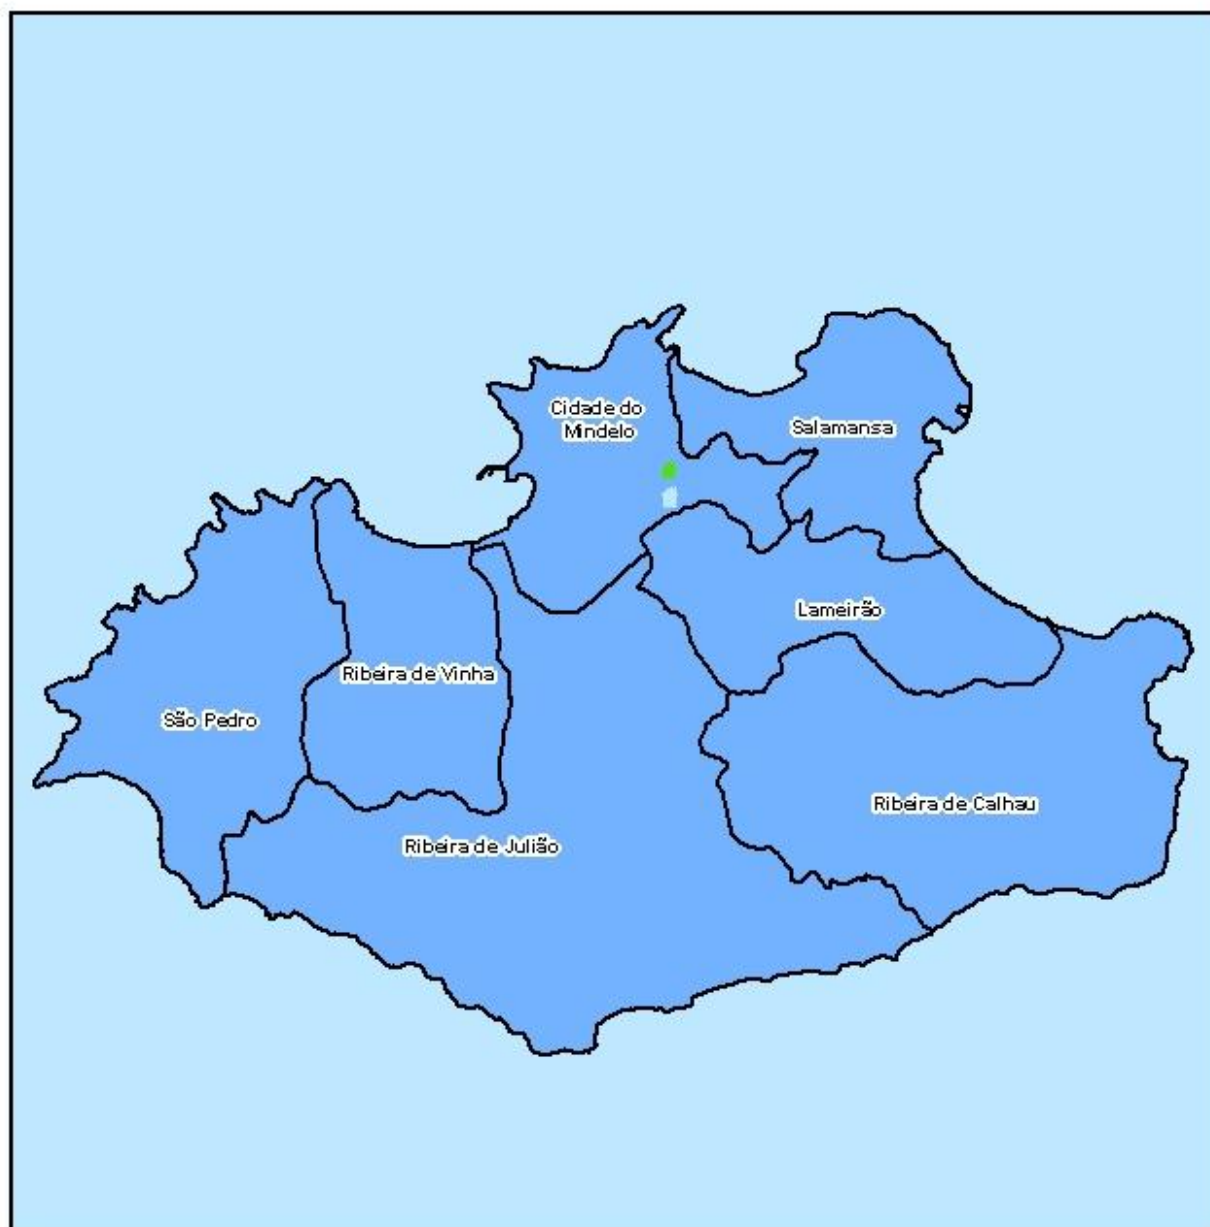 Cidade do
Mindelo
Salamansa
Lameirão
Ribeira de Vinha
São Pedro
Ribeira de Calhau
Ribeira de Julião